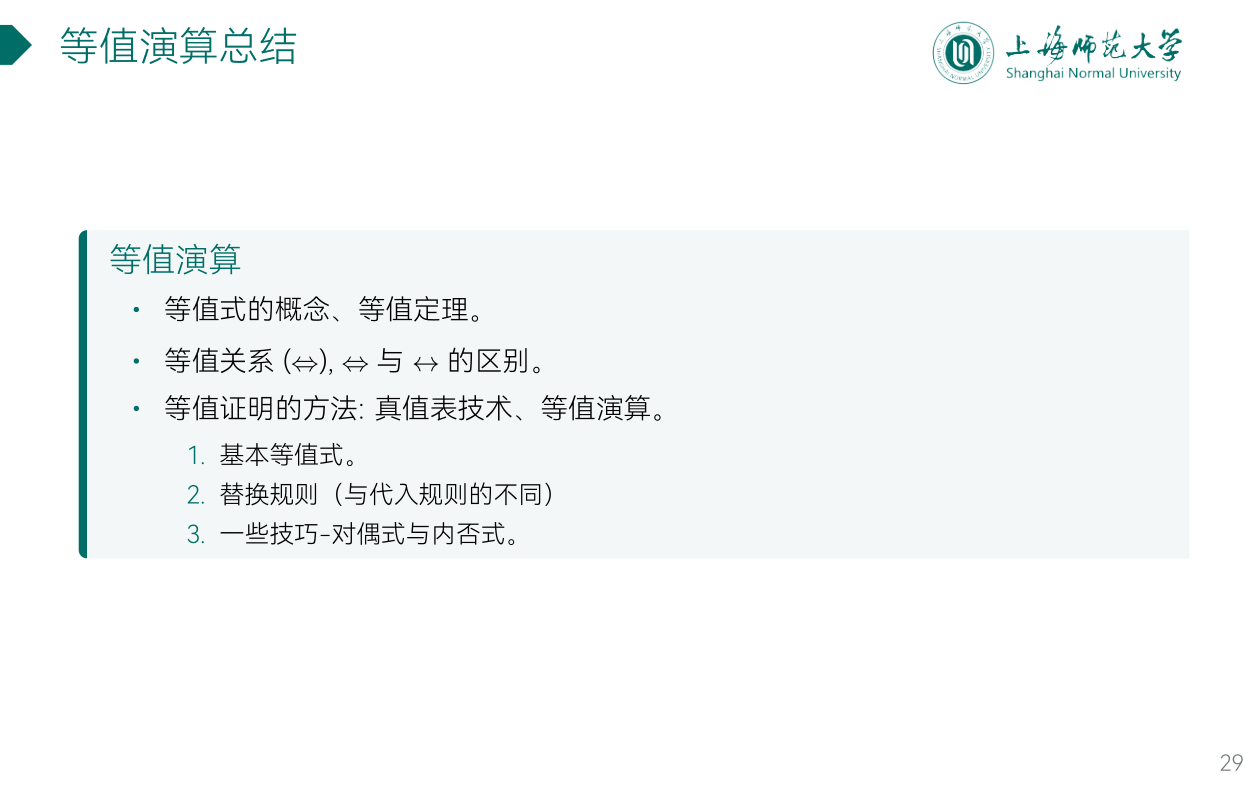 等值演算总结
上海师范大学
Shanghai Normal University
等值演算
• 等值式的概念、等值定理。
• 等值关系 (⇔), ⇔ 与 ↔ 的区别。
• 等值证明的方法: 真值表技术、等值演算。
1. 基本等值式。
2. 替换规则（与代入规则的不同）
3. 一些技巧-对偶式与内否式。
29